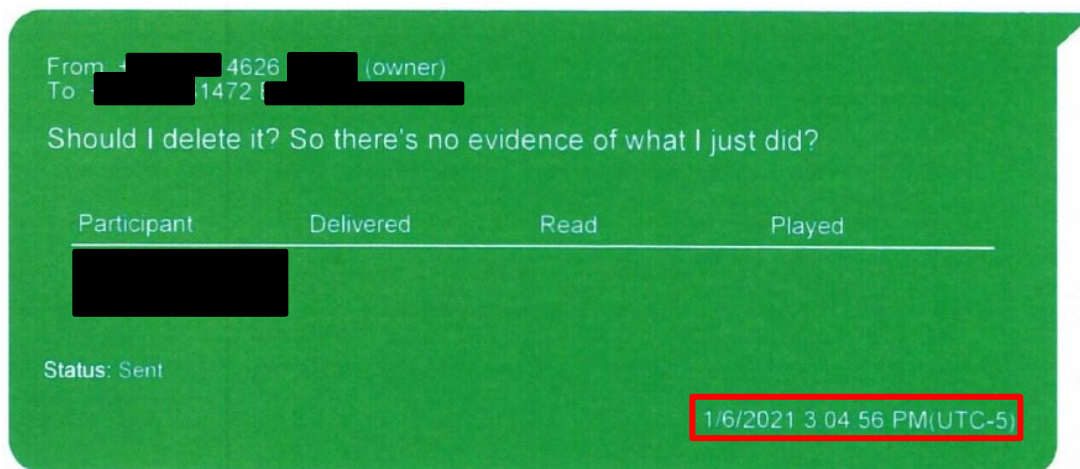 From + 4626 (owner)
To 1472
Should I delete it? So there's no evidence of what I just did?
Participant Delivered Read Played
Status: Sent
1/6/2021 3.04.56 PM(UTC-5)